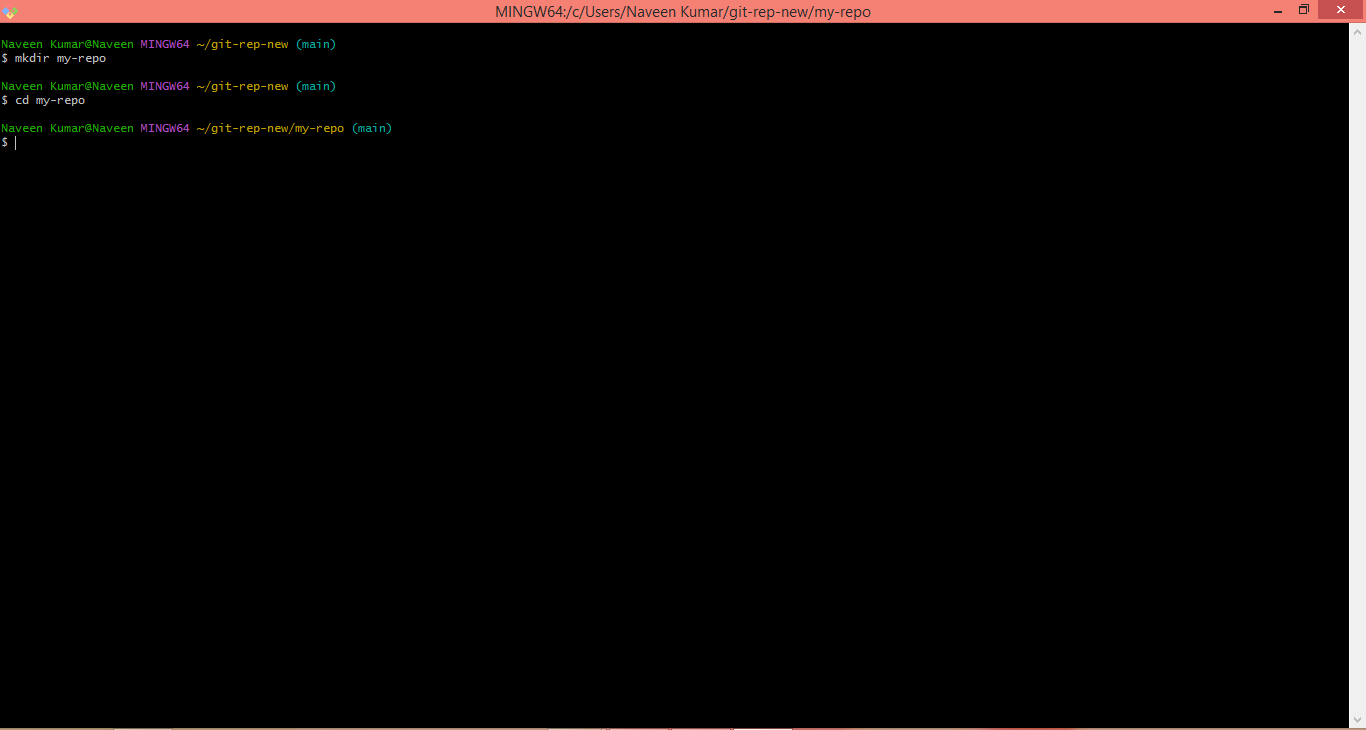 MINGW64:/c/Users/Naveen Kumar/git-rep-new/my-repo
Naveen Kumar@Naveen MINGW64 ~/git-rep-new (main)
$ mkdir my-repo
Naveen Kumar@Naveen MINGW64 ~/git-rep-new (main)
$ cd my-repo
Naveen Kumar@Naveen MINGW64 ~/git-rep-new/my-repo (main)
$